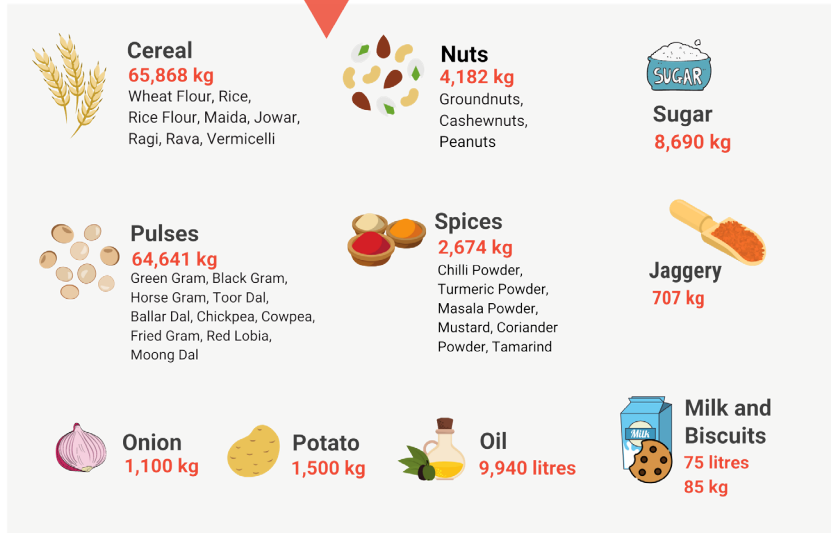 Cereal
65,868 kg
Wheat Flour, Rice,
Rice Flour, Maida, Jowar,
Ragi, Rava, Vermicelli
Nuts
4,182 kg
Groundnuts,
Cashewnuts,
Peanuts
SUGAR
Sugar
8,690 kg
Pulses
64,641 kg
Green Gram, Black Gram,
Horse Gram, Toor Dal,
Ballar Dal, Chickpea, Cowpea,
Fried Gram, Red Lobia,
Moong Dal
Spices
2,674 kg
Chilli Powder,
Turmeric Powder,
Masala Powder,
Mustard, Coriander
Powder, Tamarind
Jaggery
707 kg
Onion
1,100 kg
Potato
1,500 kg
Oil
9,940 litres
Milk
Milk and
Biscuits
75 litres
85 kg